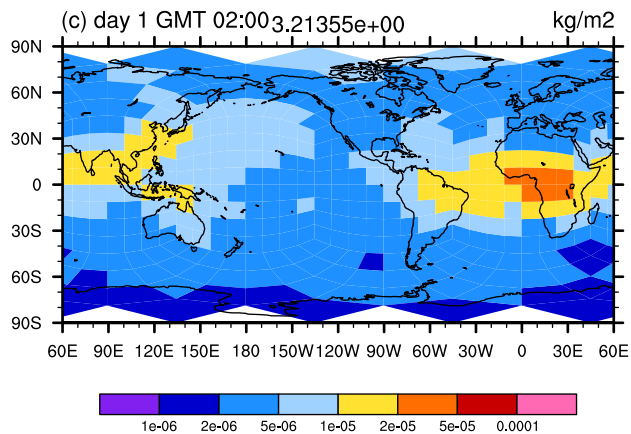 (c) day 1 GMT 02:00 3.21355e+00 kg/m2
90N
60N
30N
0
30S
60S
90S
60E 90E 120E 150E 180 150W 120W 90W 60W 30W 0 30E 60E
1e-06 2e-06 5e-06 1e-05 2e-05 5e-05 0.0001